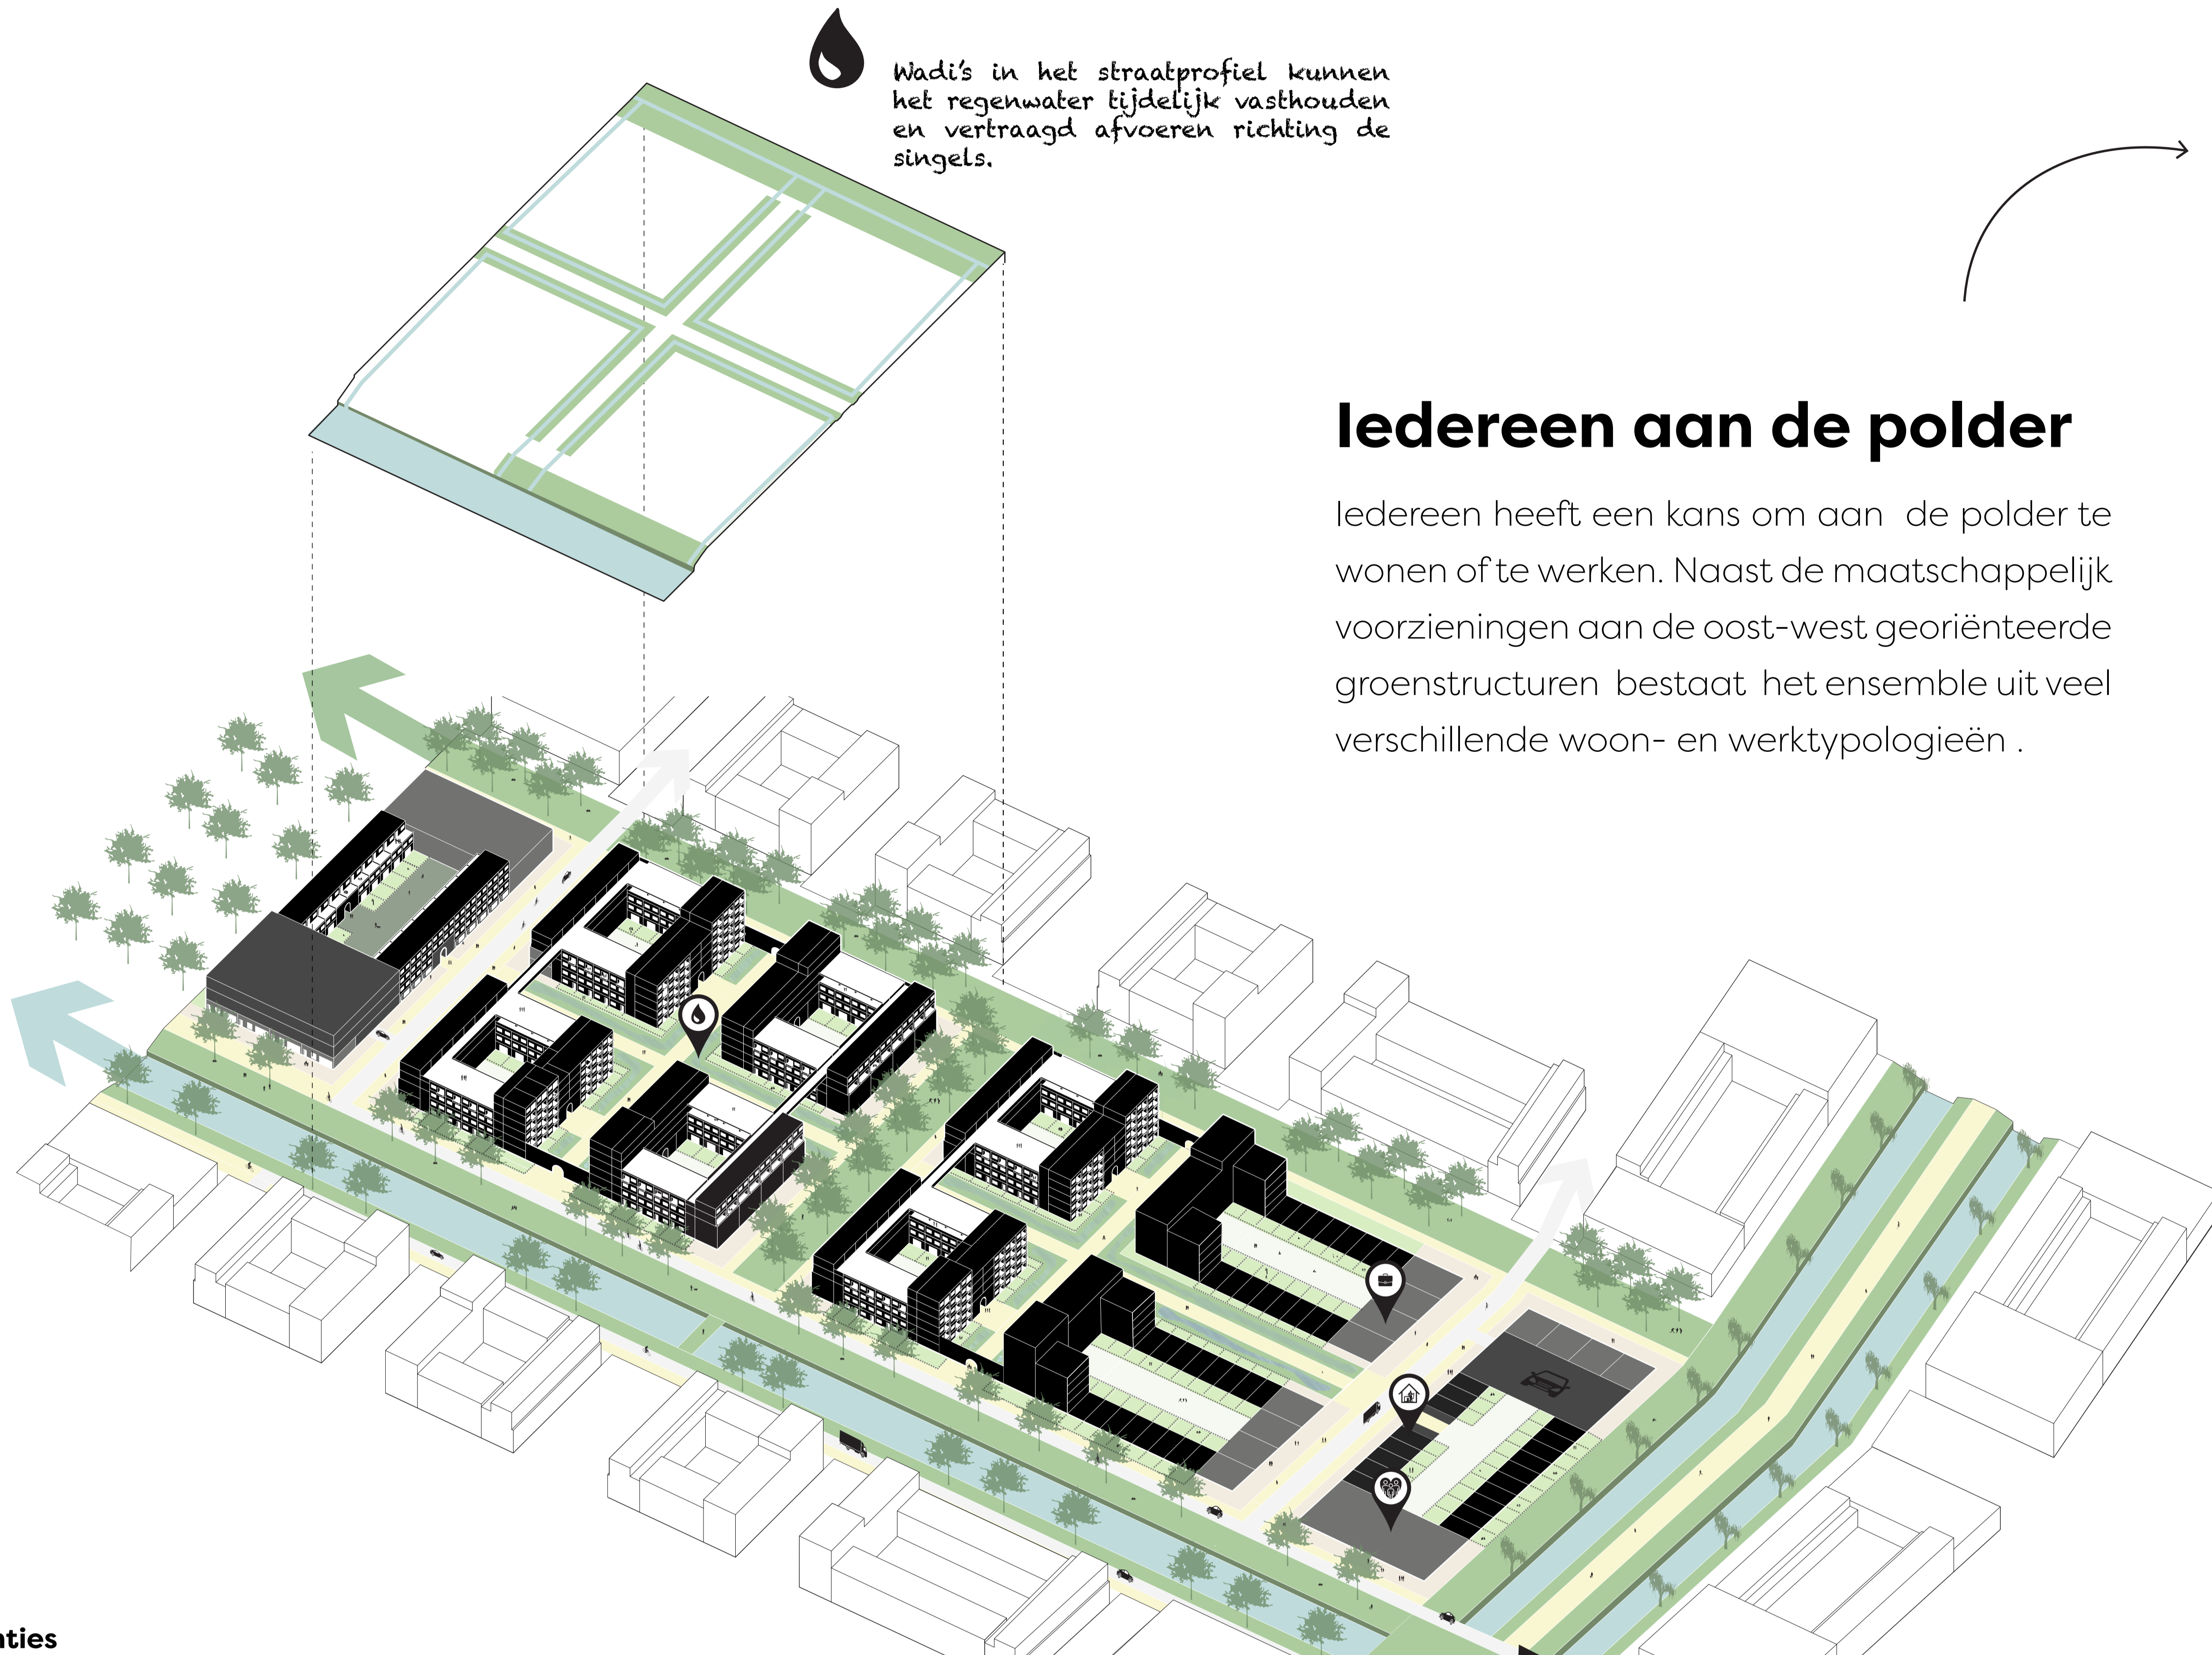 Wadi's in het straatprofiel kunnen
het regenwater tijdelijk vasthouden
en vertraagd afvoeren richting de
singels.
Iedereen aan de polder
Iedereen heeft een kans om aan de polder te
wonen of te werken. Naast de maatschappelijk
voorzieningen aan de oost-west georiënteerde
groenstructuren bestaat het ensemble uit veel
verschillende woon- en werktypologieën .